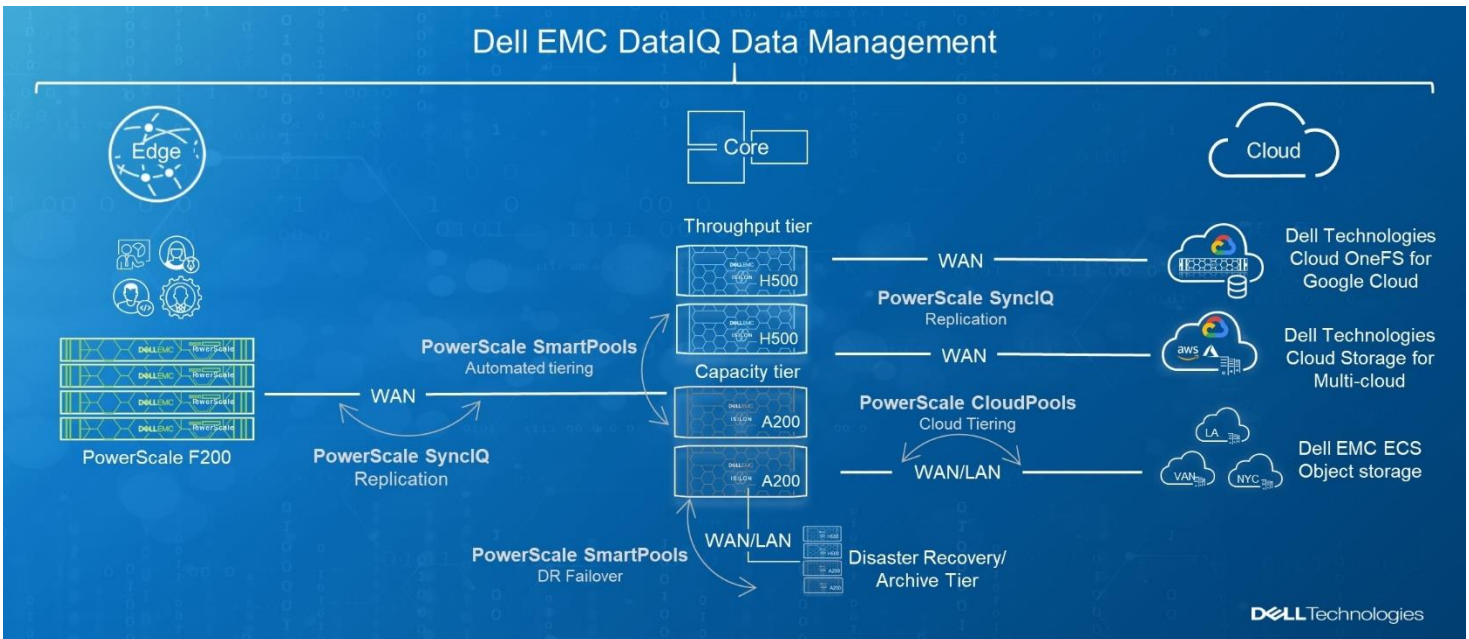 Dell EMC DataIQ Data Management
Edge
Core
Cloud
Throughput tier
DELLEMC
ISILON
H500
DELLEMC
ISILON
H500
Capacity tier
DELLEMC
ISILON
A200
DELLEMC
ISILON
A200
DELLEMC PowerScale
DELLEMC PowerScale
DELLEMC PowerScale
DELLEMC PowerScale
PowerScale F200
WAN
PowerScale SyncIQ
Replication
PowerScale SmartPools
Automated tiering
WAN
PowerScale SyncIQ
Replication
WAN
PowerScale CloudPools
Cloud Tiering
WAN/LAN
Dell Technologies
Cloud OneFS for
Google Cloud
aws
Dell Technologies
Cloud Storage for
Multi-cloud
LA
VAN
NYC
Dell EMC ECS
Object storage
PowerScale SmartPools
DR Failover
WAN/LAN
H500
H500
A200
A200
Disaster Recovery/
Archive Tier
DELLTechnologies